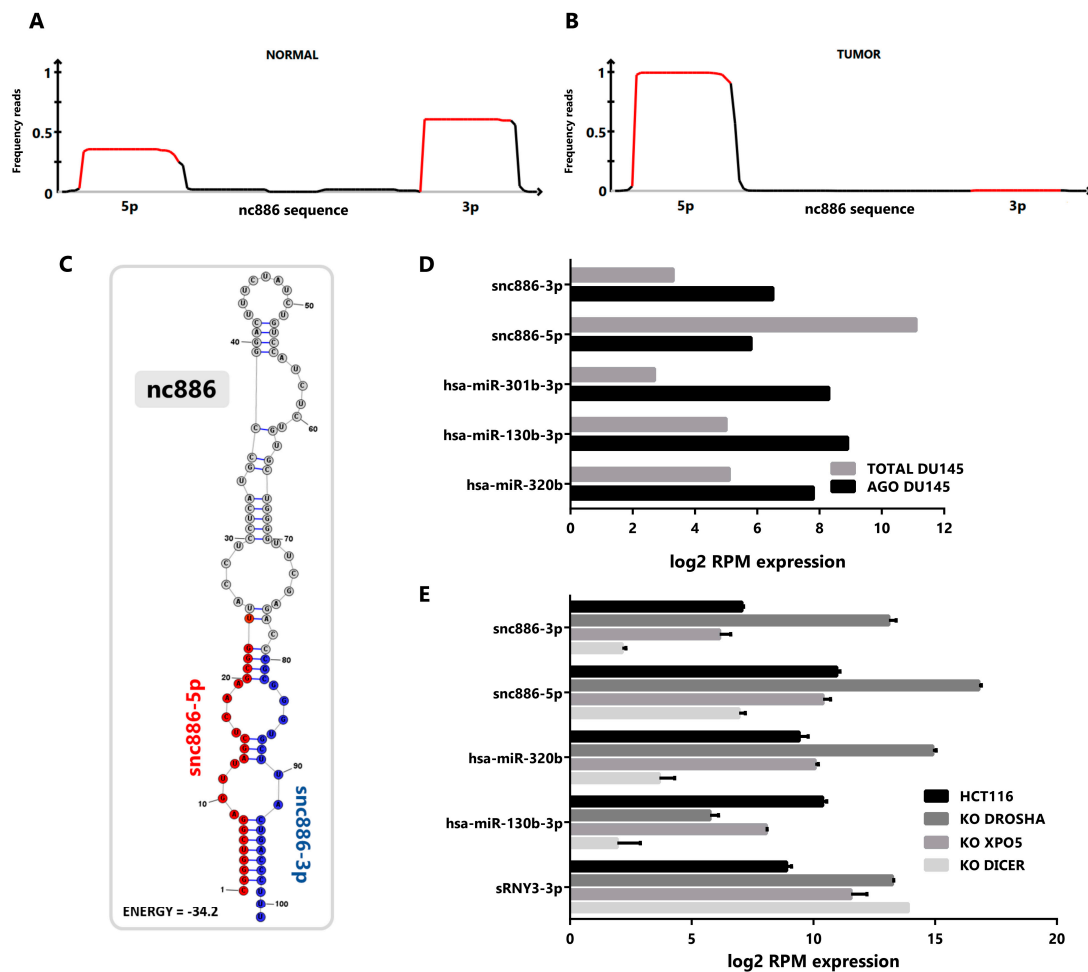 A
B
NORMAL
TUMOR
Frequency reads
1
0.5
0
5p
nc886 sequence
3p
Frequency reads
1
0.5
0
5p
nc886 sequence
3p
C
nc886
snc886-5p
snc886-3p
1
10
20
30
40
50
60
70
80
90
100
ENERGY = -34.2
D
snc886-3p
snc886-5p
hsa-miR-301b-3p
hsa-miR-130b-3p
hsa-miR-320b
TOTAL DU145
AGO DU145
0 2 4 6 8 10 12
log2 RPM expression
E
snc886-3p
snc886-5p
hsa-miR-320b
hsa-miR-130b-3p
sRNY3-3p
HCT116
KO DROSHA
KO XPO5
KO DICER
0 5 10 15 20
log2 RPM expression